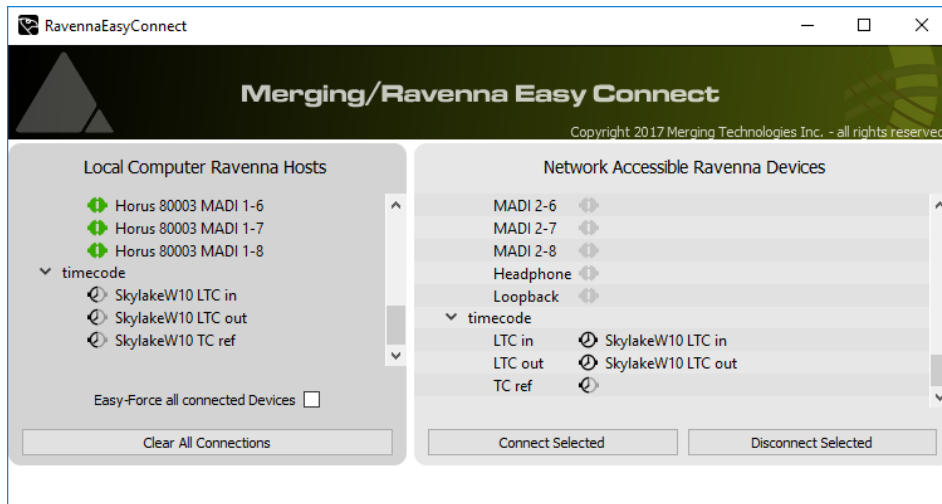 RavennaEasyConnect
Merging/Ravenna Easy Connect
Copyright 2017 Merging Technologies Inc. - all rights reserved
Local Computer Ravenna Hosts
Horus 80003 MADI 1-6
Horus 80003 MADI 1-7
Horus 80003 MADI 1-8
timecode
SkylakeW10 LTC in
SkylakeW10 LTC out
SkylakeW10 TC ref
Easy-Force all connected Devices
Clear All Connections
Network Accessible Ravenna Devices
MADI 2-6
MADI 2-7
MADI 2-8
Headphone
Loopback
timecode
LTC in SkylakeW10 LTC in
LTC out SkylakeW10 LTC out
TC ref
Connect Selected
Disconnect Selected